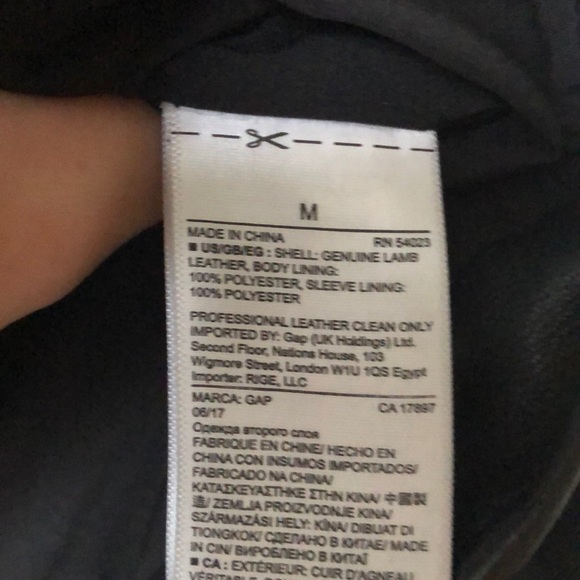 M
MADE IN CHINA RN 54023
■ US/GB/EG : SHELL: GENUINE LAMB
LEATHER, BODY LINING:
100% POLYESTER, SLEEVE LINING:
100% POLYESTER
PROFESSIONAL LEATHER CLEAN ONLY
IMPORTED BY: Gap (UK Holdings) Ltd.
Second Floor, Nations House, 103
Wigmore Street, London W1U 1QS Egypt
Importer: RIGE, LLC
MARCA: GAP CA 17897
06/17
Одежда второго слоя
FABRIQUE EN CHINE/ HECHO EN
CHINA CON INSUMOS IMPORTADOS/
FABRICADO NA CHINA/
ΚΑΤΑΣΚΕΥΑΣΤΗΚΕ ΣΤΗΝ ΚΙΝΑ/ 中國製
造/ ZEMLJA PROIZVODNJE KINA/
SZÁRMAZÁSI HELY: KÍNA/ DIBUAT DI
TIONGKOK/ СДЕЛАНО В КИТАЕ/ MADE
IN CIN/ ВИРОБЛЕНО В КИТАЇ
■ CA : EXTÉRIEUR: CUIR D'AGNEAU